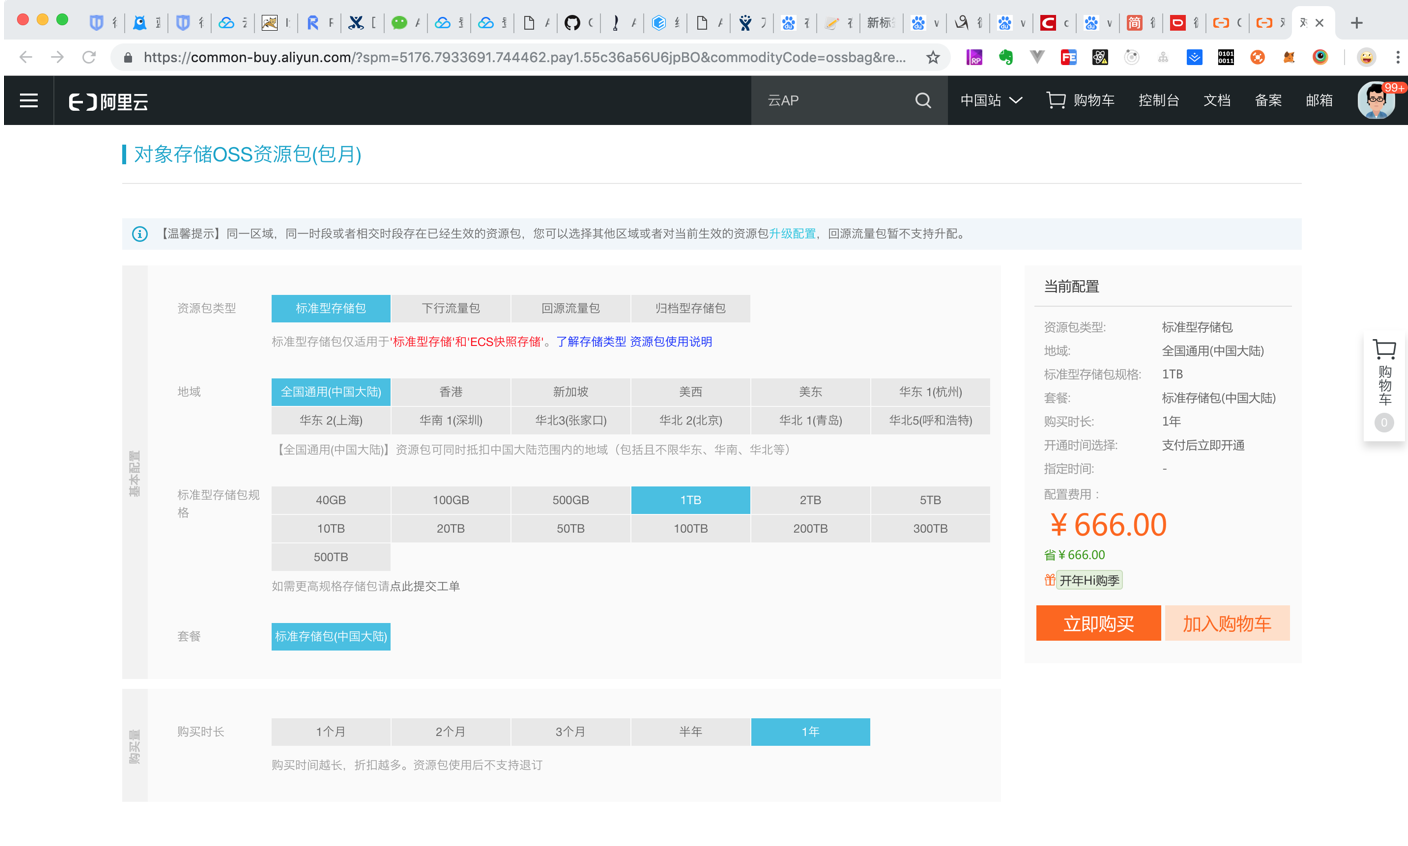 新标
https://common-buy.aliyun.com/?spm=5176.7933691.744462.pay1.55c36a56U6jpBO&commodityCode=ossbag&re...
阿里云
云AP
中国站
购物车
控制台
文档
备案
邮箱
99+
对象存储OSS资源包(包月)
【温馨提示】同一区域，同一时段或者相交时段存在已经生效的资源包，您可以选择其他区域或者对当前生效的资源包升级配置，回源流量包暂不支持升配。
基本配置
资源包类型
标准型存储包
下行流量包
回源流量包
归档型存储包
标准型存储包仅适用于'标准型存储'和'ECS快照存储'。了解存储类型 资源包使用说明
地域
全国通用(中国大陆)
香港
新加坡
美西
美东
华东 1(杭州)
华东 2(上海)
华南 1(深圳)
华北3(张家口)
华北 2(北京)
华北 1(青岛)
华北5(呼和浩特)
【全国通用(中国大陆)】资源包可同时抵扣中国大陆范围内的地域（包括且不限华东、华南、华北等）
标准型存储包规
格
40GB
100GB
500GB
1TB
2TB
5TB
10TB
20TB
50TB
100TB
200TB
300TB
500TB
如需更高规格存储包请点此提交工单
套餐
标准存储包(中国大陆)
购买量
购买时长
1个月
2个月
3个月
半年
1年
购买时间越长，折扣越多。资源包使用后不支持退订
当前配置
资源包类型: 标准型存储包
地域: 全国通用(中国大陆)
标准型存储包规格: 1TB
套餐: 标准存储包(中国大陆)
购买时长: 1年
开通时间选择: 支付后立即开通
指定时间: -
配置费用：
¥ 666.00
省 ¥ 666.00
开年Hi购季
立即购买
加入购物车
购物车
0